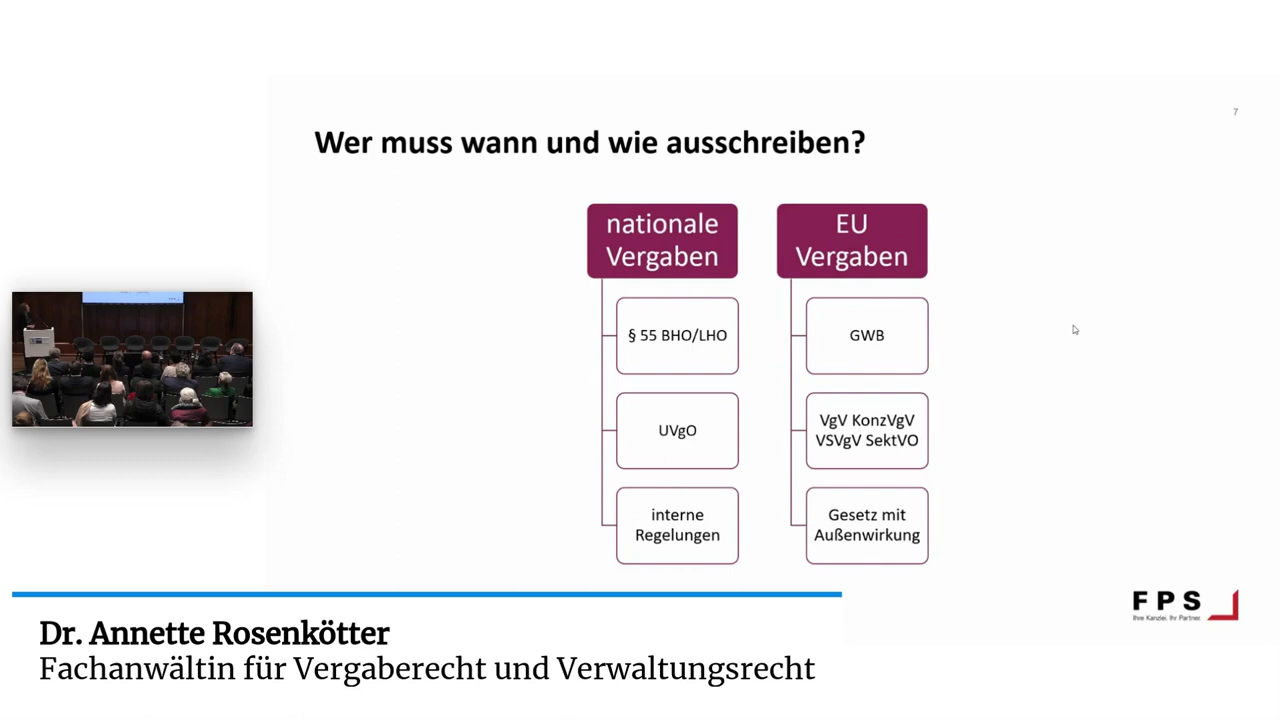 7
Wer muss wann und wie ausschreiben?
nationale
Vergaben
§ 55 BHO/LHO
UVgO
interne
Regelungen
EU
Vergaben
GWB
VgV KonzVgV
VSVgV SektVO
Gesetz mit
Außenwirkung
FPS
Ihre Kanzlei. Ihr Partner.
Dr. Annette Rosenkötter
Fachanwältin für Vergaberecht und Verwaltungsrecht